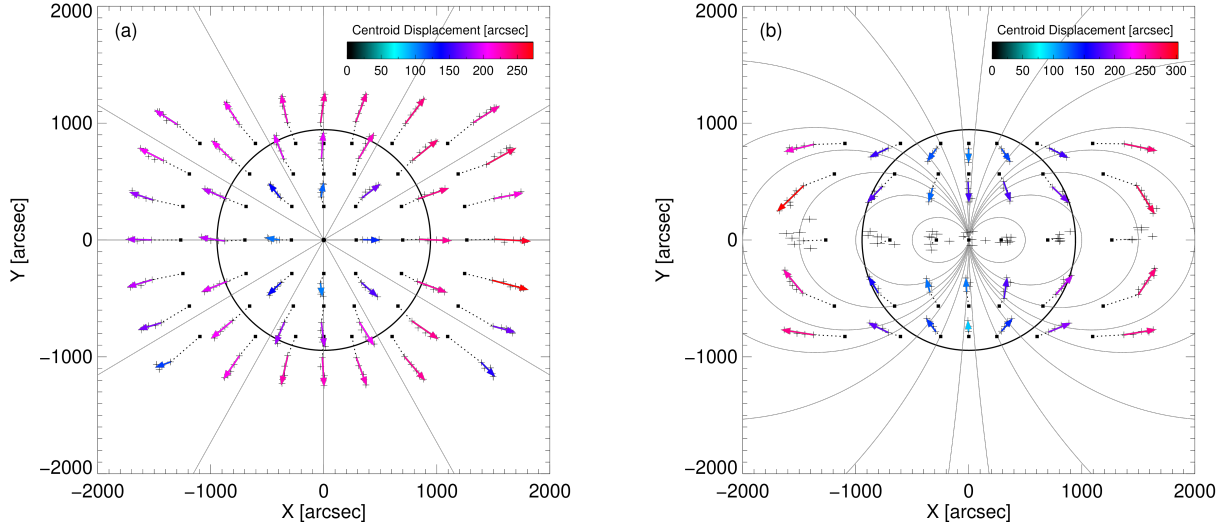 (a)
Centroid Displacement [arcsec]
0 50 100 150 200 250
2000
1000
0
−1000
−2000
Y [arcsec]
−2000 −1000 0 1000 2000
X [arcsec]
(b)
Centroid Displacement [arcsec]
0 50 100 150 200 250 300
2000
1000
0
−1000
−2000
Y [arcsec]
−2000 −1000 0 1000 2000
X [arcsec]